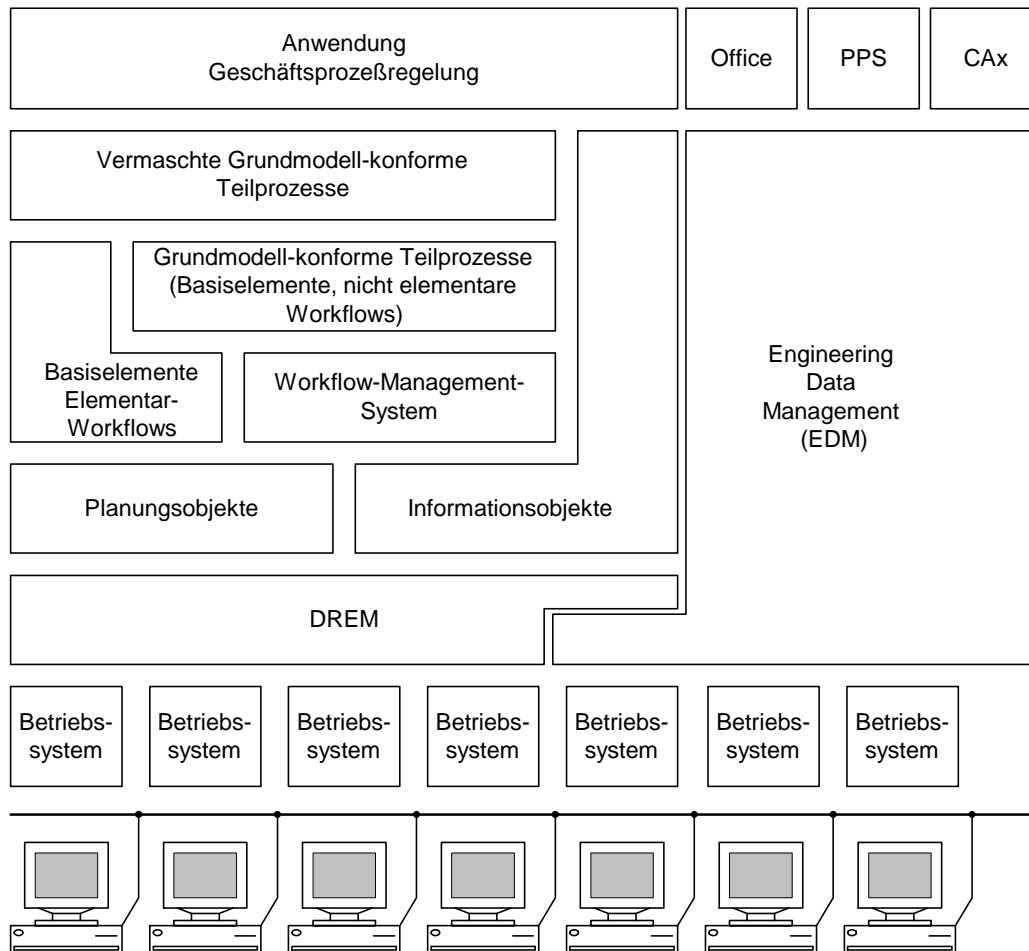 Anwendung
Geschäftsprozeßregelung
Office
PPS
CAx
Vermaschte Grundmodell-konforme
Teilprozesse
Grundmodell-konforme Teilprozesse
(Basiselemente, nicht elementare
Workflows)
Basiselemente
Elementar-
Workflows
Workflow-Management-
System
Engineering
Data
Management
(EDM)
Planungsobjekte
Informationsobjekte
DREM
Betriebs-
system
Betriebs-
system
Betriebs-
system
Betriebs-
system
Betriebs-
system
Betriebs-
system
Betriebs-
system